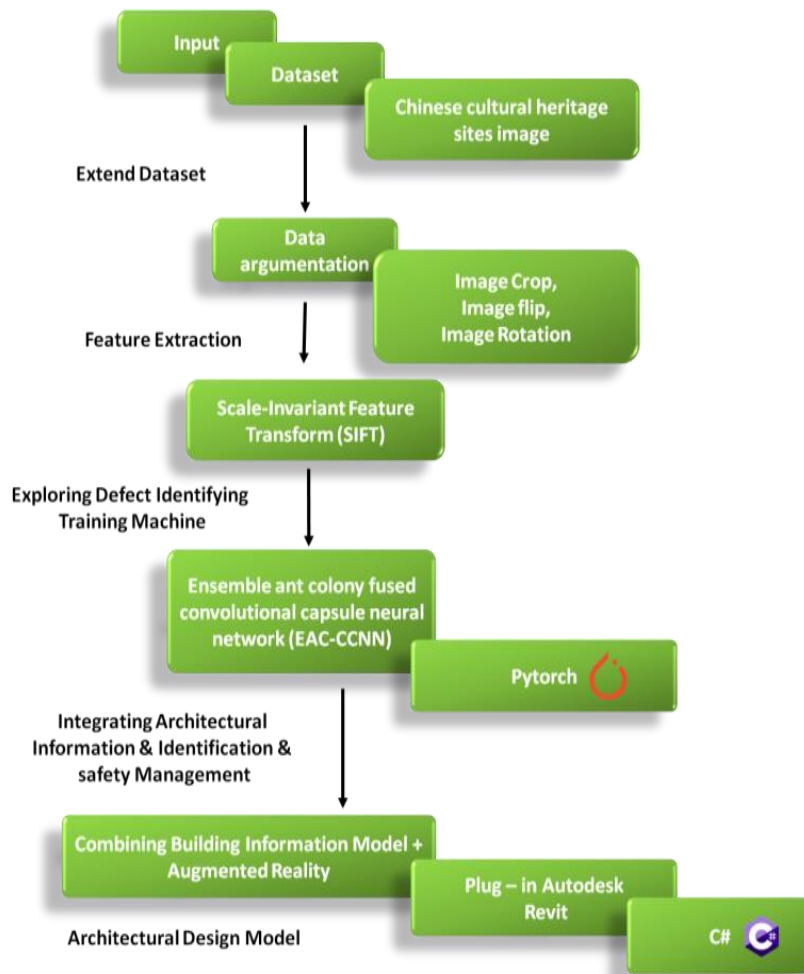 Input
Dataset
Chinese cultural heritage
sites image
Extend Dataset
Data
argumentation
Image Crop,
Image flip,
Image Rotation
Feature Extraction
Scale-Invariant Feature
Transform (SIFT)
Exploring Defect Identifying
Training Machine
Ensemble ant colony fused
convolutional capsule neural
network (EAC-CCNN)
Pytorch
Integrating Architectural
Information & Identification &
safety Management
Combining Building Information Model +
Augmented Reality
Plug – in Autodesk
Revit
C#
C#
Architectural Design Model